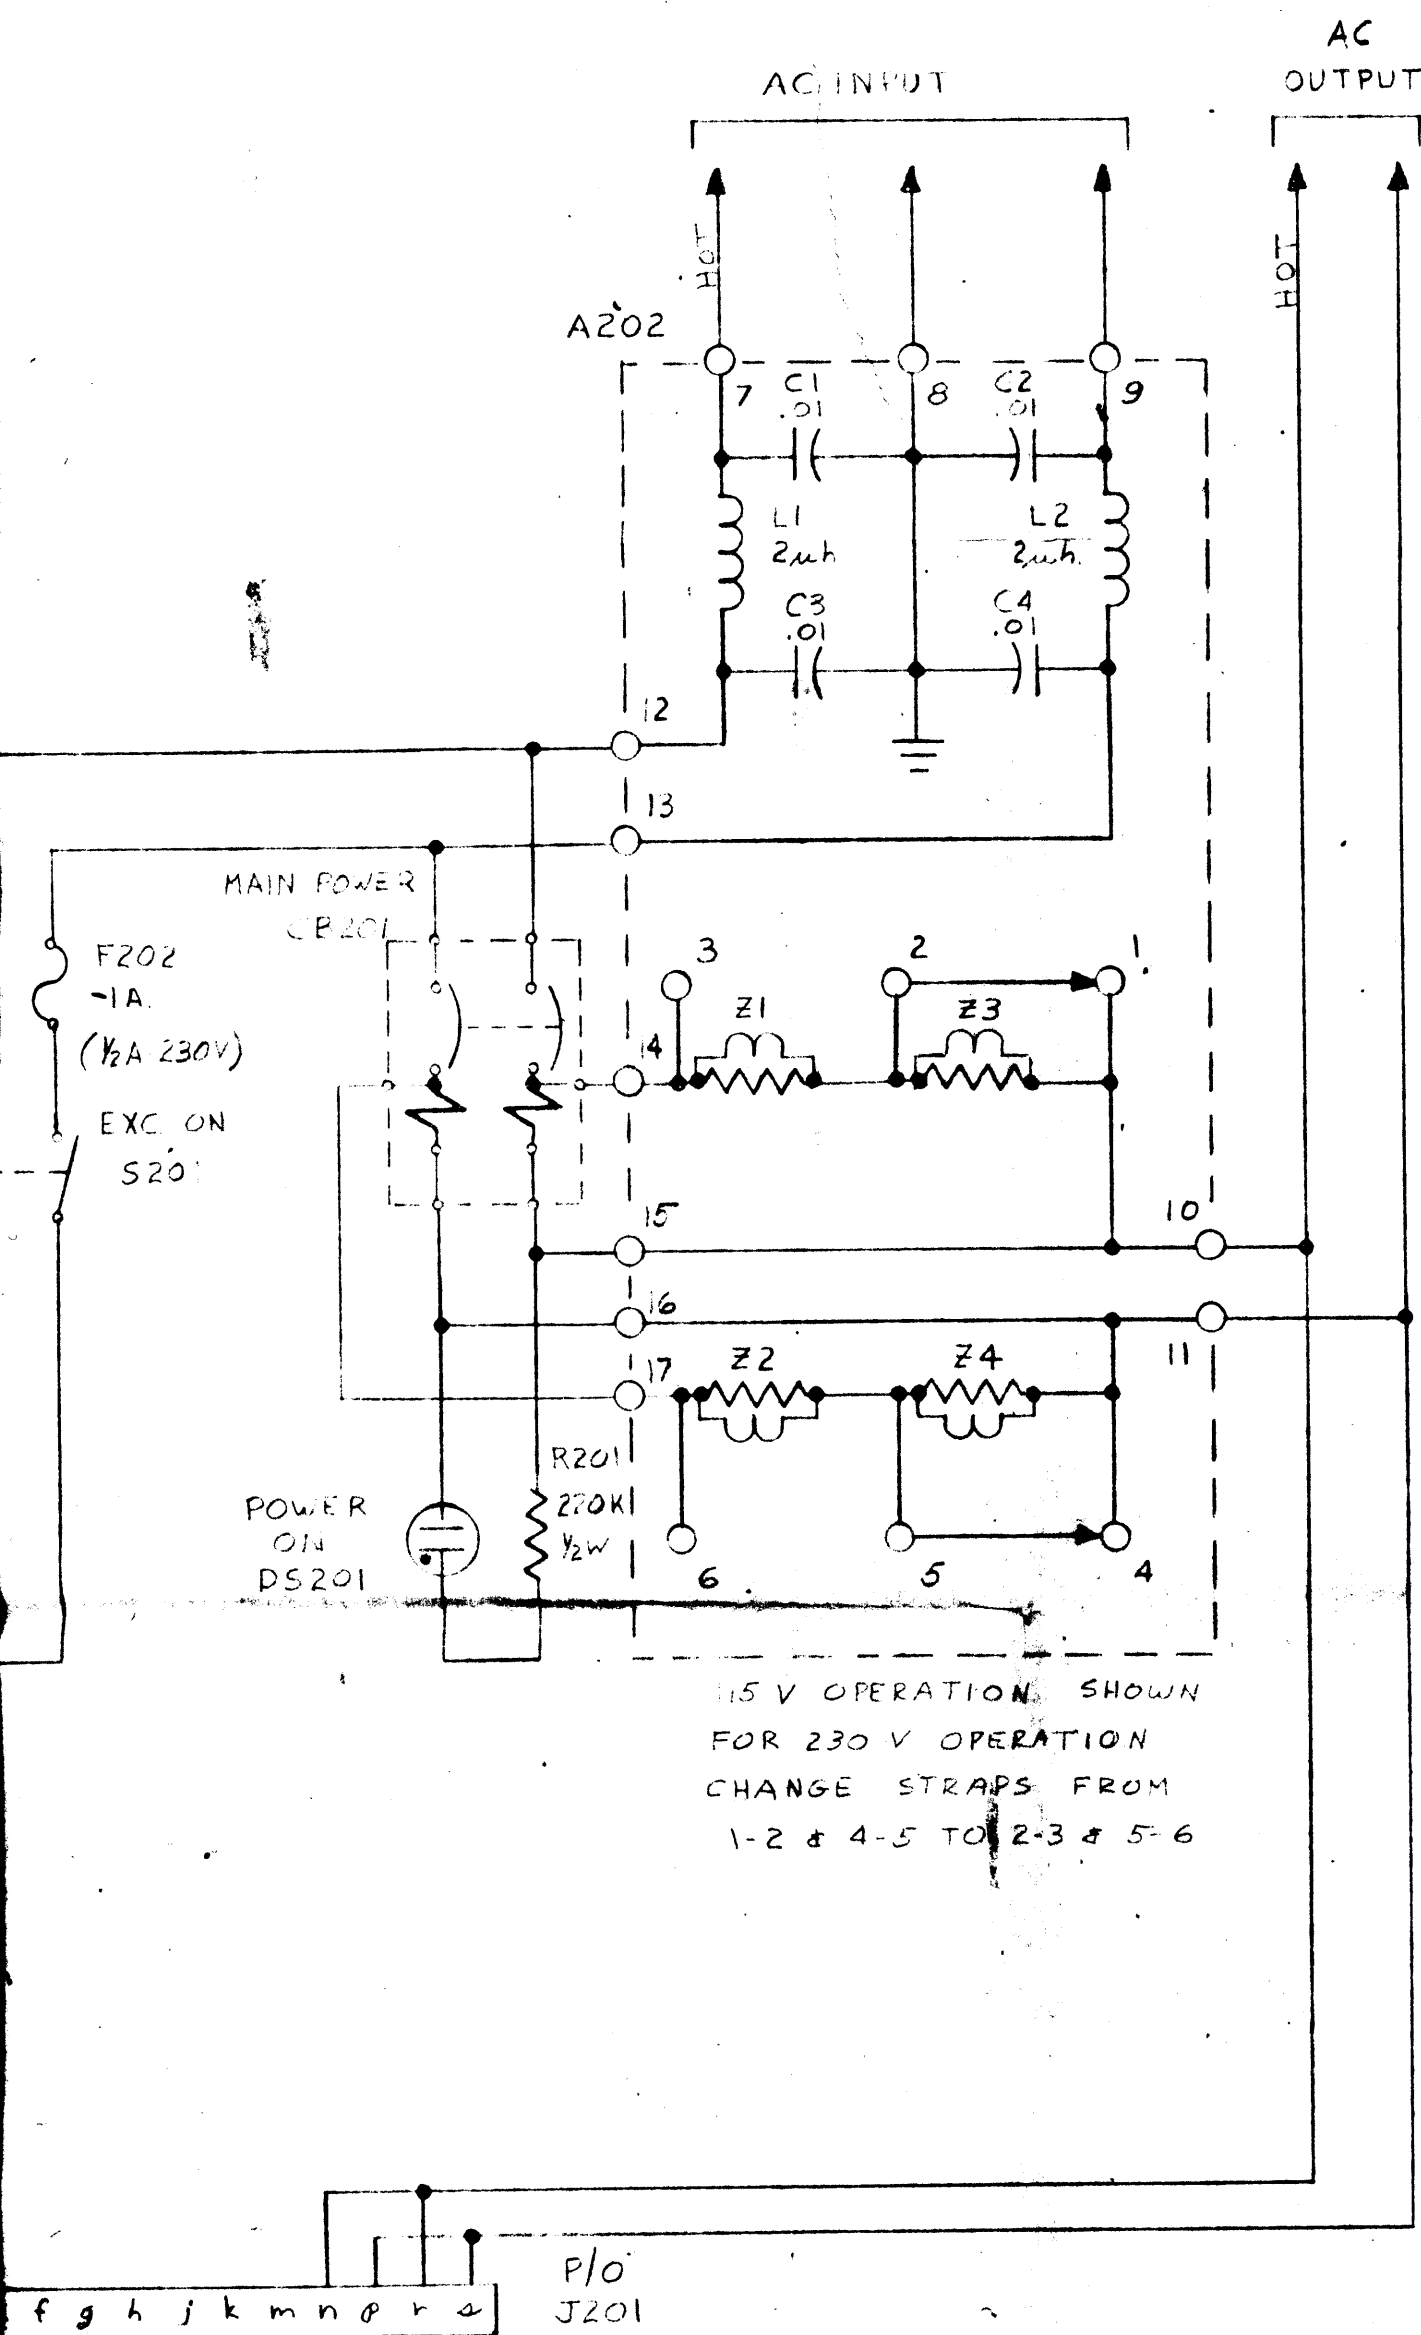 AC
OUTPUT
AC INPUT
HOT
HOT
A202
7
C1
.01
8
C2
.01
9
L1
2uh
L2
2uh.
C3
.01
C4
.01
12
13
MAIN POWER
CB201
F202
-1A.
(½A 230V)
3
2
1
Z1
Z3
14
EXC. ON
S201
15
10
16
11
17
Z2
Z4
R201
220K
½W
POWER
ON
DS201
6
5
4
115 V OPERATION SHOWN
FOR 230 V OPERATION
CHANGE STRAPS FROM
1-2 & 4-5 TO 2-3 & 5-6
P/O
J201
f g h j k m n p r s